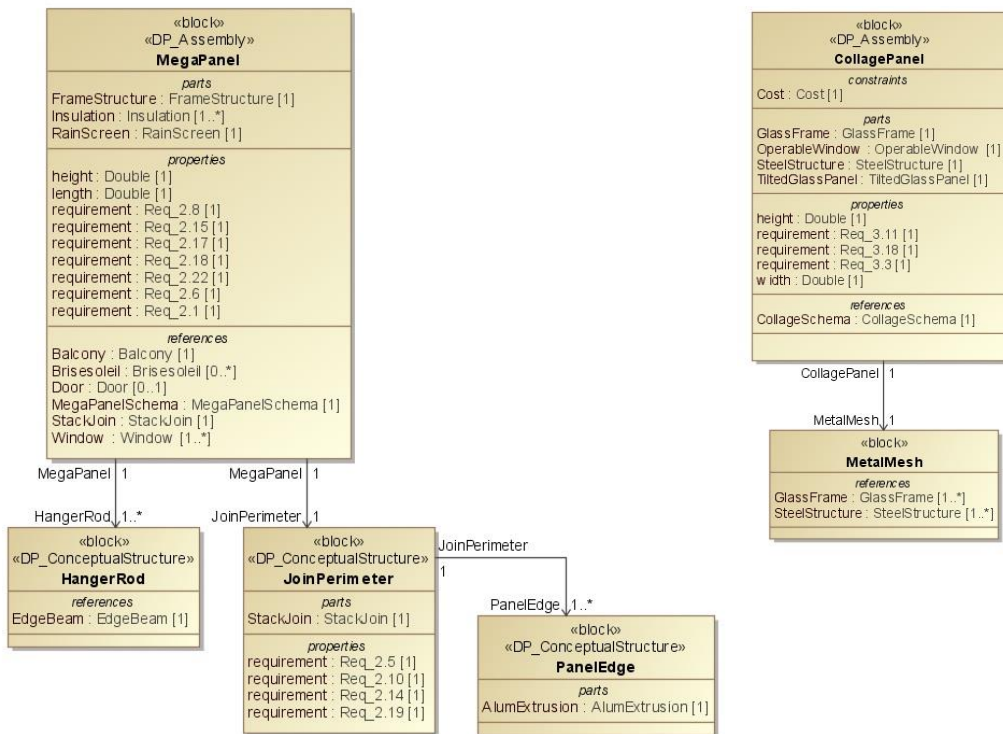 «block»
«DP_Assembly»
MegaPanel
parts
FrameStructure : FrameStructure [1]
Insulation : Insulation [1..*]
RainScreen : RainScreen [1]
properties
height : Double [1]
length : Double [1]
requirement : Req_2.8 [1]
requirement : Req_2.15 [1]
requirement : Req_2.17 [1]
requirement : Req_2.18 [1]
requirement : Req_2.22 [1]
requirement : Req_2.6 [1]
requirement : Req_2.1 [1]
references
Balcony : Balcony [1]
Brisesoleil : Brisesoleil [0..*]
Door : Door [0..1]
MegaPanelSchema : MegaPanelSchema [1]
StackJoin : StackJoin [1]
Window : Window [1..*]
MegaPanel 1
HangerRod 1..*
MegaPanel 1
JoinPerimeter 1
«block»
«DP_ConceptualStructure»
HangerRod
references
EdgeBeam : EdgeBeam [1]
«block»
«DP_ConceptualStructure»
JoinPerimeter
parts
StackJoin : StackJoin [1]
properties
requirement : Req_2.5 [1]
requirement : Req_2.10 [1]
requirement : Req_2.14 [1]
requirement : Req_2.19 [1]
JoinPerimeter
1
PanelEdge 1..*
«block»
«DP_ConceptualStructure»
PanelEdge
parts
AlumExtrusion : AlumExtrusion [1]
«block»
«DP_Assembly»
CollagePanel
constraints
Cost : Cost [1]
parts
GlassFrame : GlassFrame [1]
OperableWindow : OperableWindow [1]
SteelStructure : SteelStructure [1]
TiltedGlassPanel : TiltedGlassPanel [1]
properties
height : Double [1]
requirement : Req_3.11 [1]
requirement : Req_3.18 [1]
requirement : Req_3.3 [1]
width : Double [1]
references
CollageSchema : CollageSchema [1]
CollagePanel 1
MetalMesh 1
«block»
MetalMesh
references
GlassFrame : GlassFrame [1..*]
SteelStructure : SteelStructure [1..*]